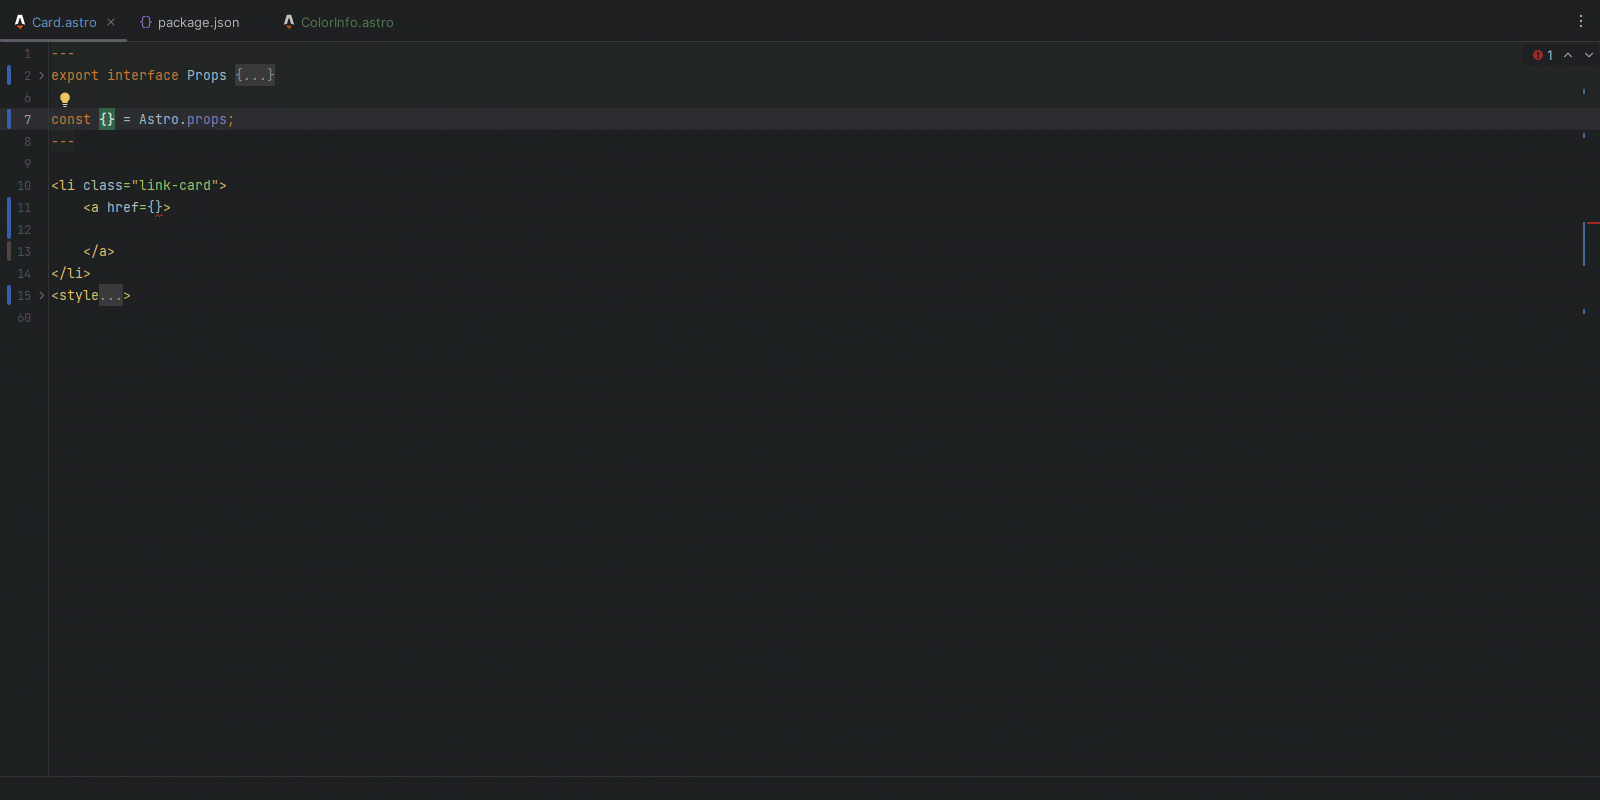 Card.astro package.json ColorInfo.astro
1 ---
2 export interface Props {...}
6
7 const {} = Astro.props;
8 ---
9
10 <li class="link-card">
11     <a href={}>
12
13     </a>
14 </li>
15 <style...>
60
1